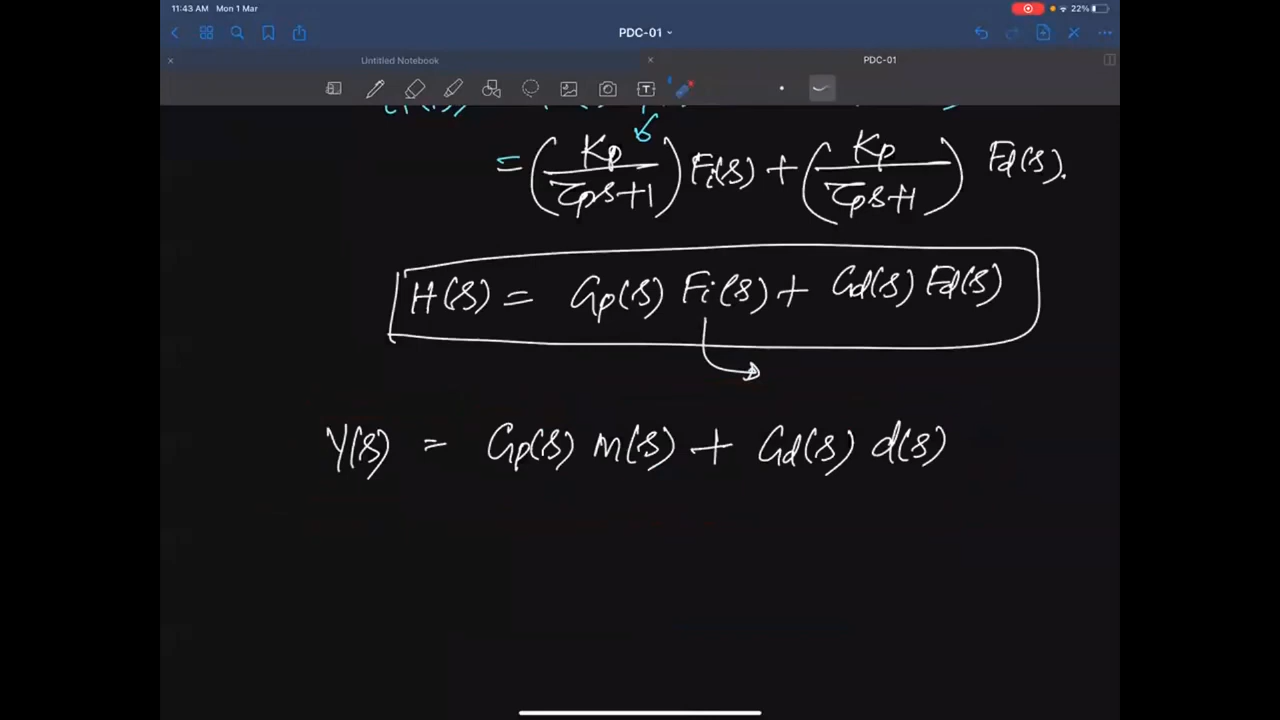 11:43 AM Mon 1 Mar
22%
PDC-01
Untitled Notebook
PDC-01
= (Kp / τps+1) Fi(s) + (Kp / τps+1) Fd(s).
H(s) = Gp(s) Fi(s) + Gd(s) Fd(s)
Y(s) = Gp(s) m(s) + Gd(s) d(s)